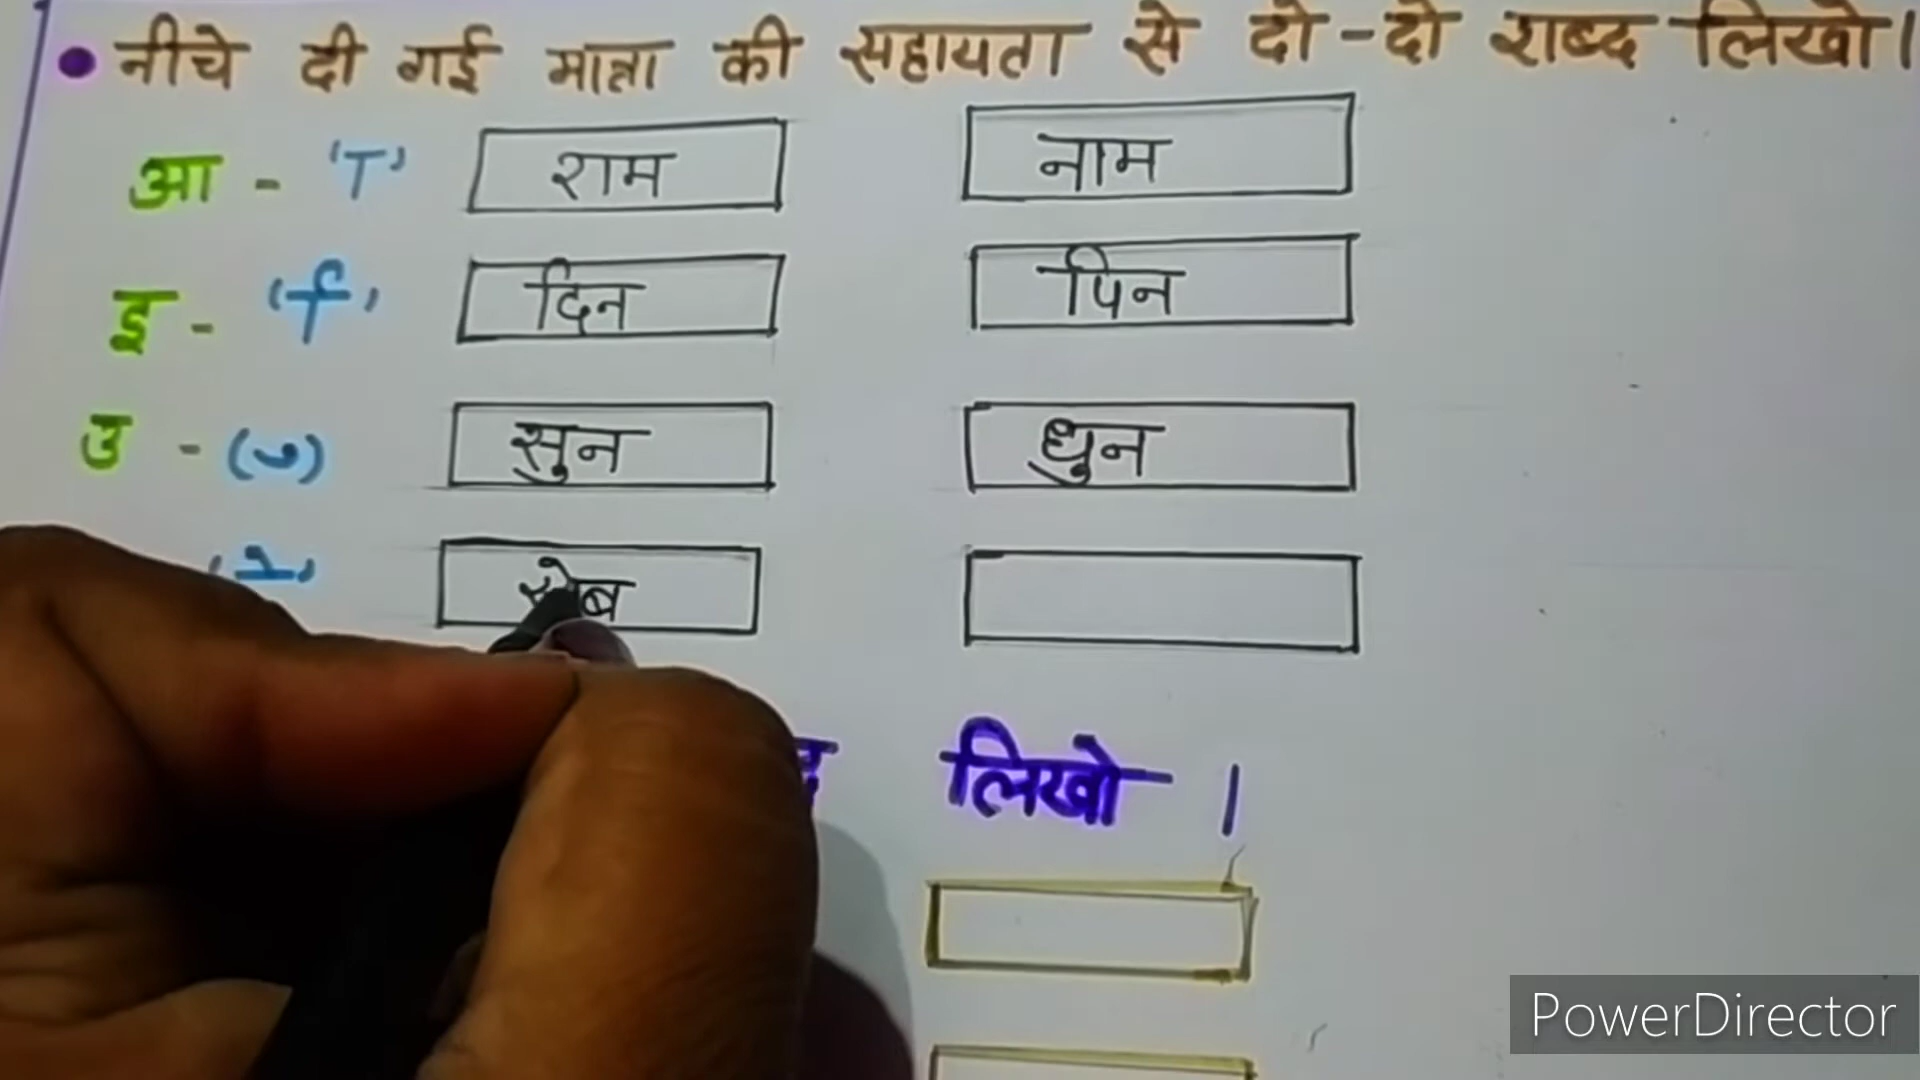 • नीचे दी गई मात्रा की सहायता से दो-दो शब्द लिखो।
आ - 'ा' राम नाम
इ - 'ि' दिन पिन
उ - (ु) सुन धुन
'े' सेब
लिखो ।
PowerDirector